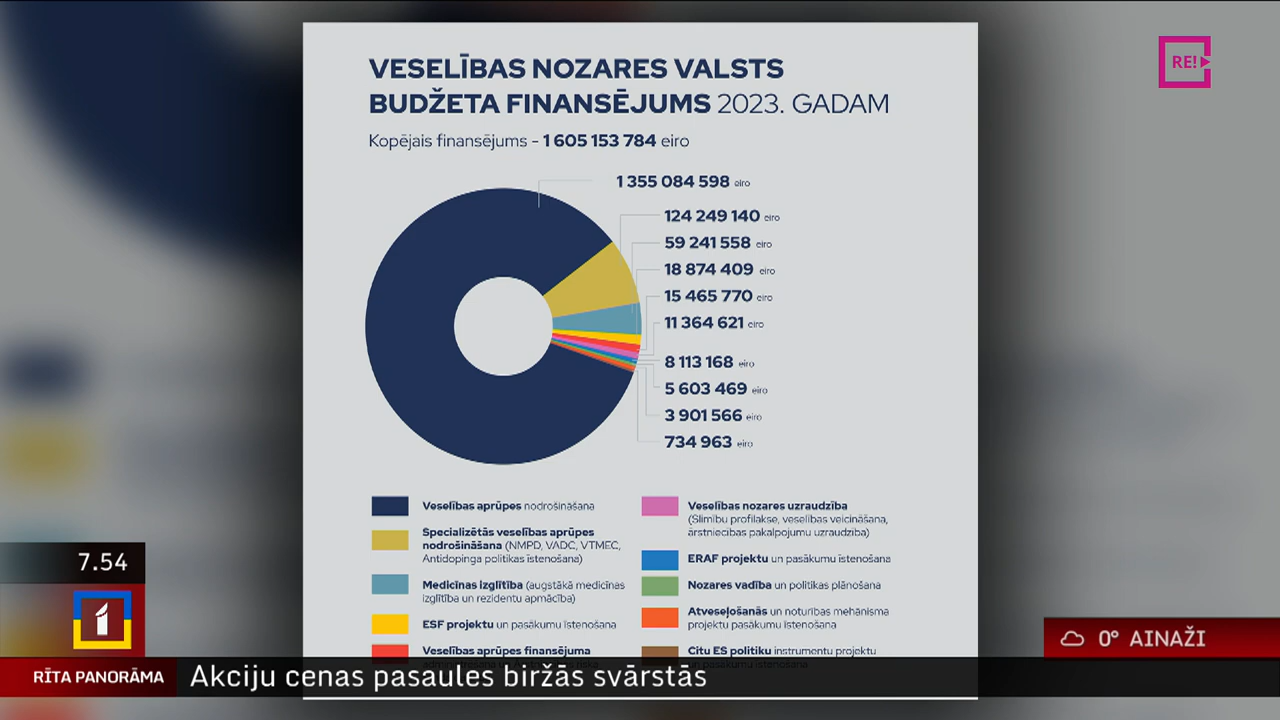 VESELĪBAS NOZARES VALSTS
BUDŽETA FINANSĒJUMS 2023. GADAM
Kopējais finansējums - 1 605 153 784 eiro
1 355 084 598 eiro
124 249 140 eiro
59 241 558 eiro
18 874 409 eiro
15 465 770 eiro
11 364 621 eiro
8 113 168 eiro
5 603 469 eiro
3 901 566 eiro
734 963 eiro
Veselības aprūpes nodrošināšana
Specializētās veselības aprūpes
nodrošināšana (NMPD, VADC, VTMEC,
Antidopinga politikas īstenošana)
Medicīnas izglītība (augstākā medicīnas
izglītība un rezidentu apmācība)
ESF projektu un pasākumu īstenošana
Veselības aprūpes finansējuma
Veselības nozares uzraudzība
(Slimību profilakse, veselības veicināšana,
ārstniecības pakalpojumu uzraudzība)
ERAF projektu un pasākumu īstenošana
Nozares vadība un politikas plānošana
Atveseļošanās un noturības mehānisma
projektu pasākumu īstenošana
Citu ES politiku instrumentu projektu
un pasākumu īstenošana
RE!
7.54
1
0° AINAŽI
RĪTA PANORĀMA
Akciju cenas pasaules biržās svārstās